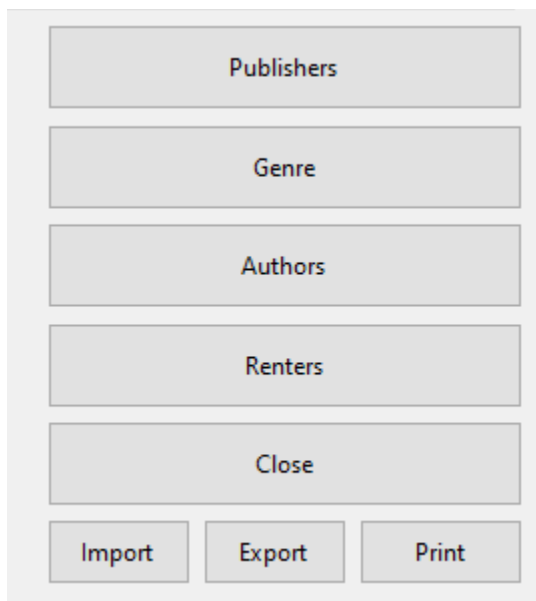 Publishers
Genre
Authors
Renters
Close
Import Export Print